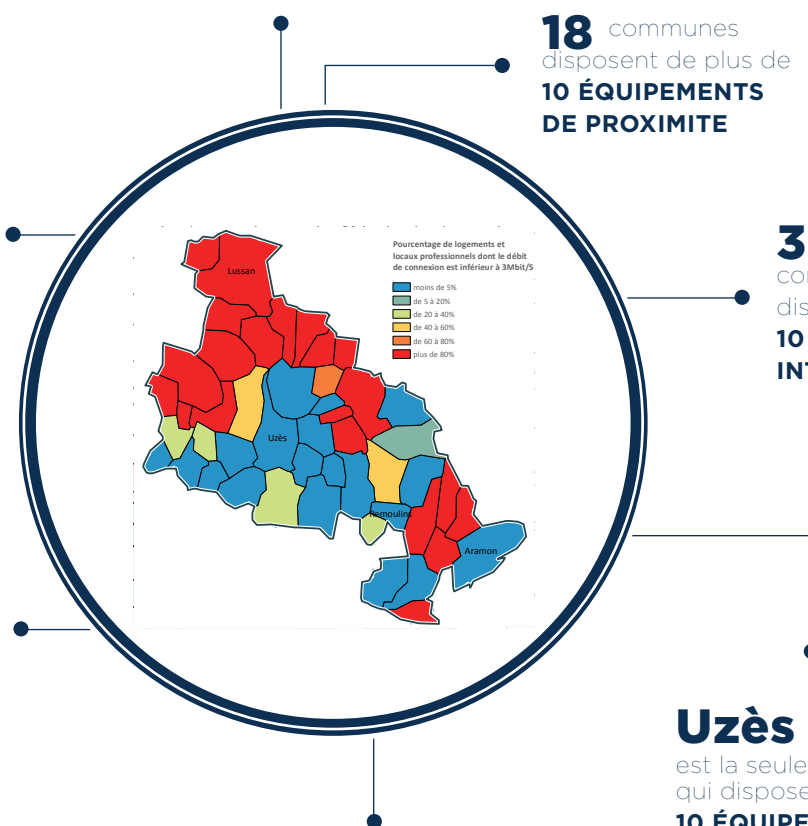 18 communes
disposent de plus de
10 ÉQUIPEMENTS
DE PROXIMITE
3
10
Pourcentage de logements et
locaux professionnels dont le débit
de connexion est inférieur à 3Mbit/S
moins de 5%
de 5 à 20%
de 20 à 40%
de 40 à 60%
de 60 à 80%
plus de 80%
Lussan
Uzès
Remoulins
Aramon
Uzès
est la seule
qui dispose
10 ÉQUIPE